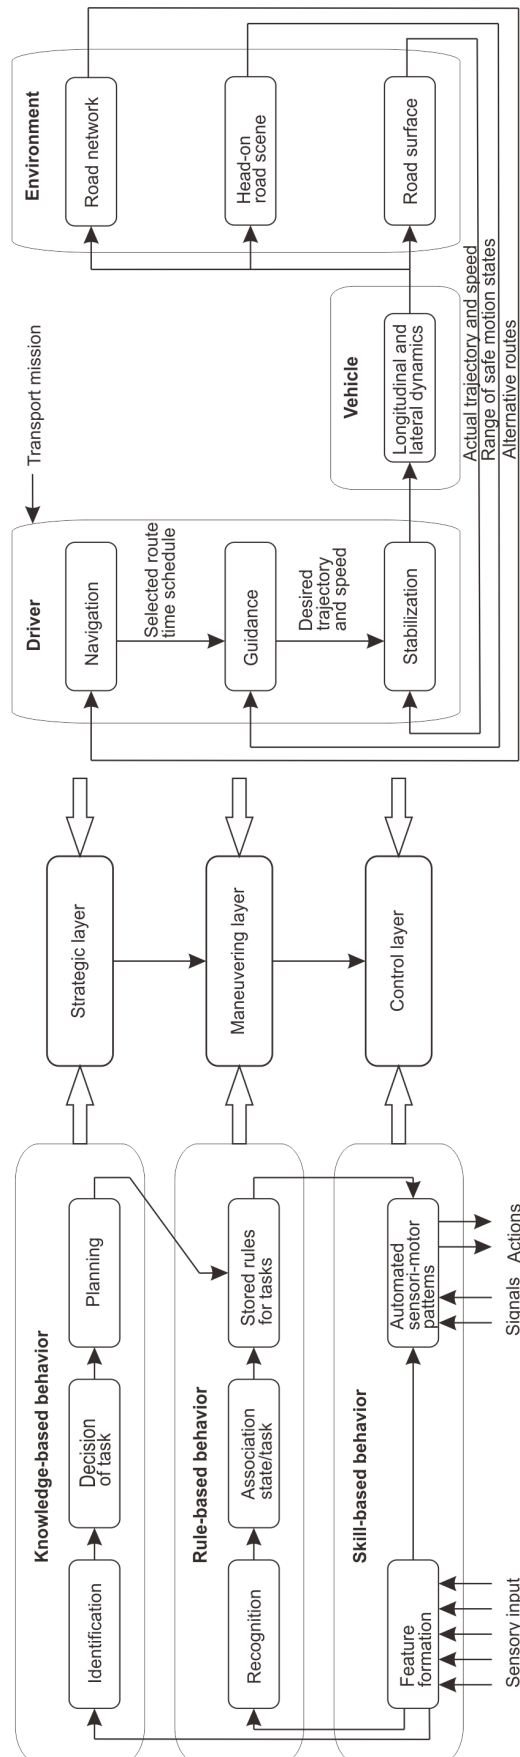 Knowledge-based behavior
Identification
Decision
of task
Planning
Rule-based behavior
Recognition
Association
state/task
Stored rules
for tasks
Skill-based behavior
Feature
formation
Automated
sensori-motor
patterns
Sensory input
Signals
Actions
Strategic layer
Maneuvering layer
Control layer
Driver
Transport mission
Navigation
Selected route
time schedule
Guidance
Desired
trajectory
and speed
Stabilization
Vehicle
Longitudinal and
lateral dynamics
Environment
Road network
Head-on
road scene
Road surface
Actual trajectory and speed
Range of safe motion states
Alternative routes